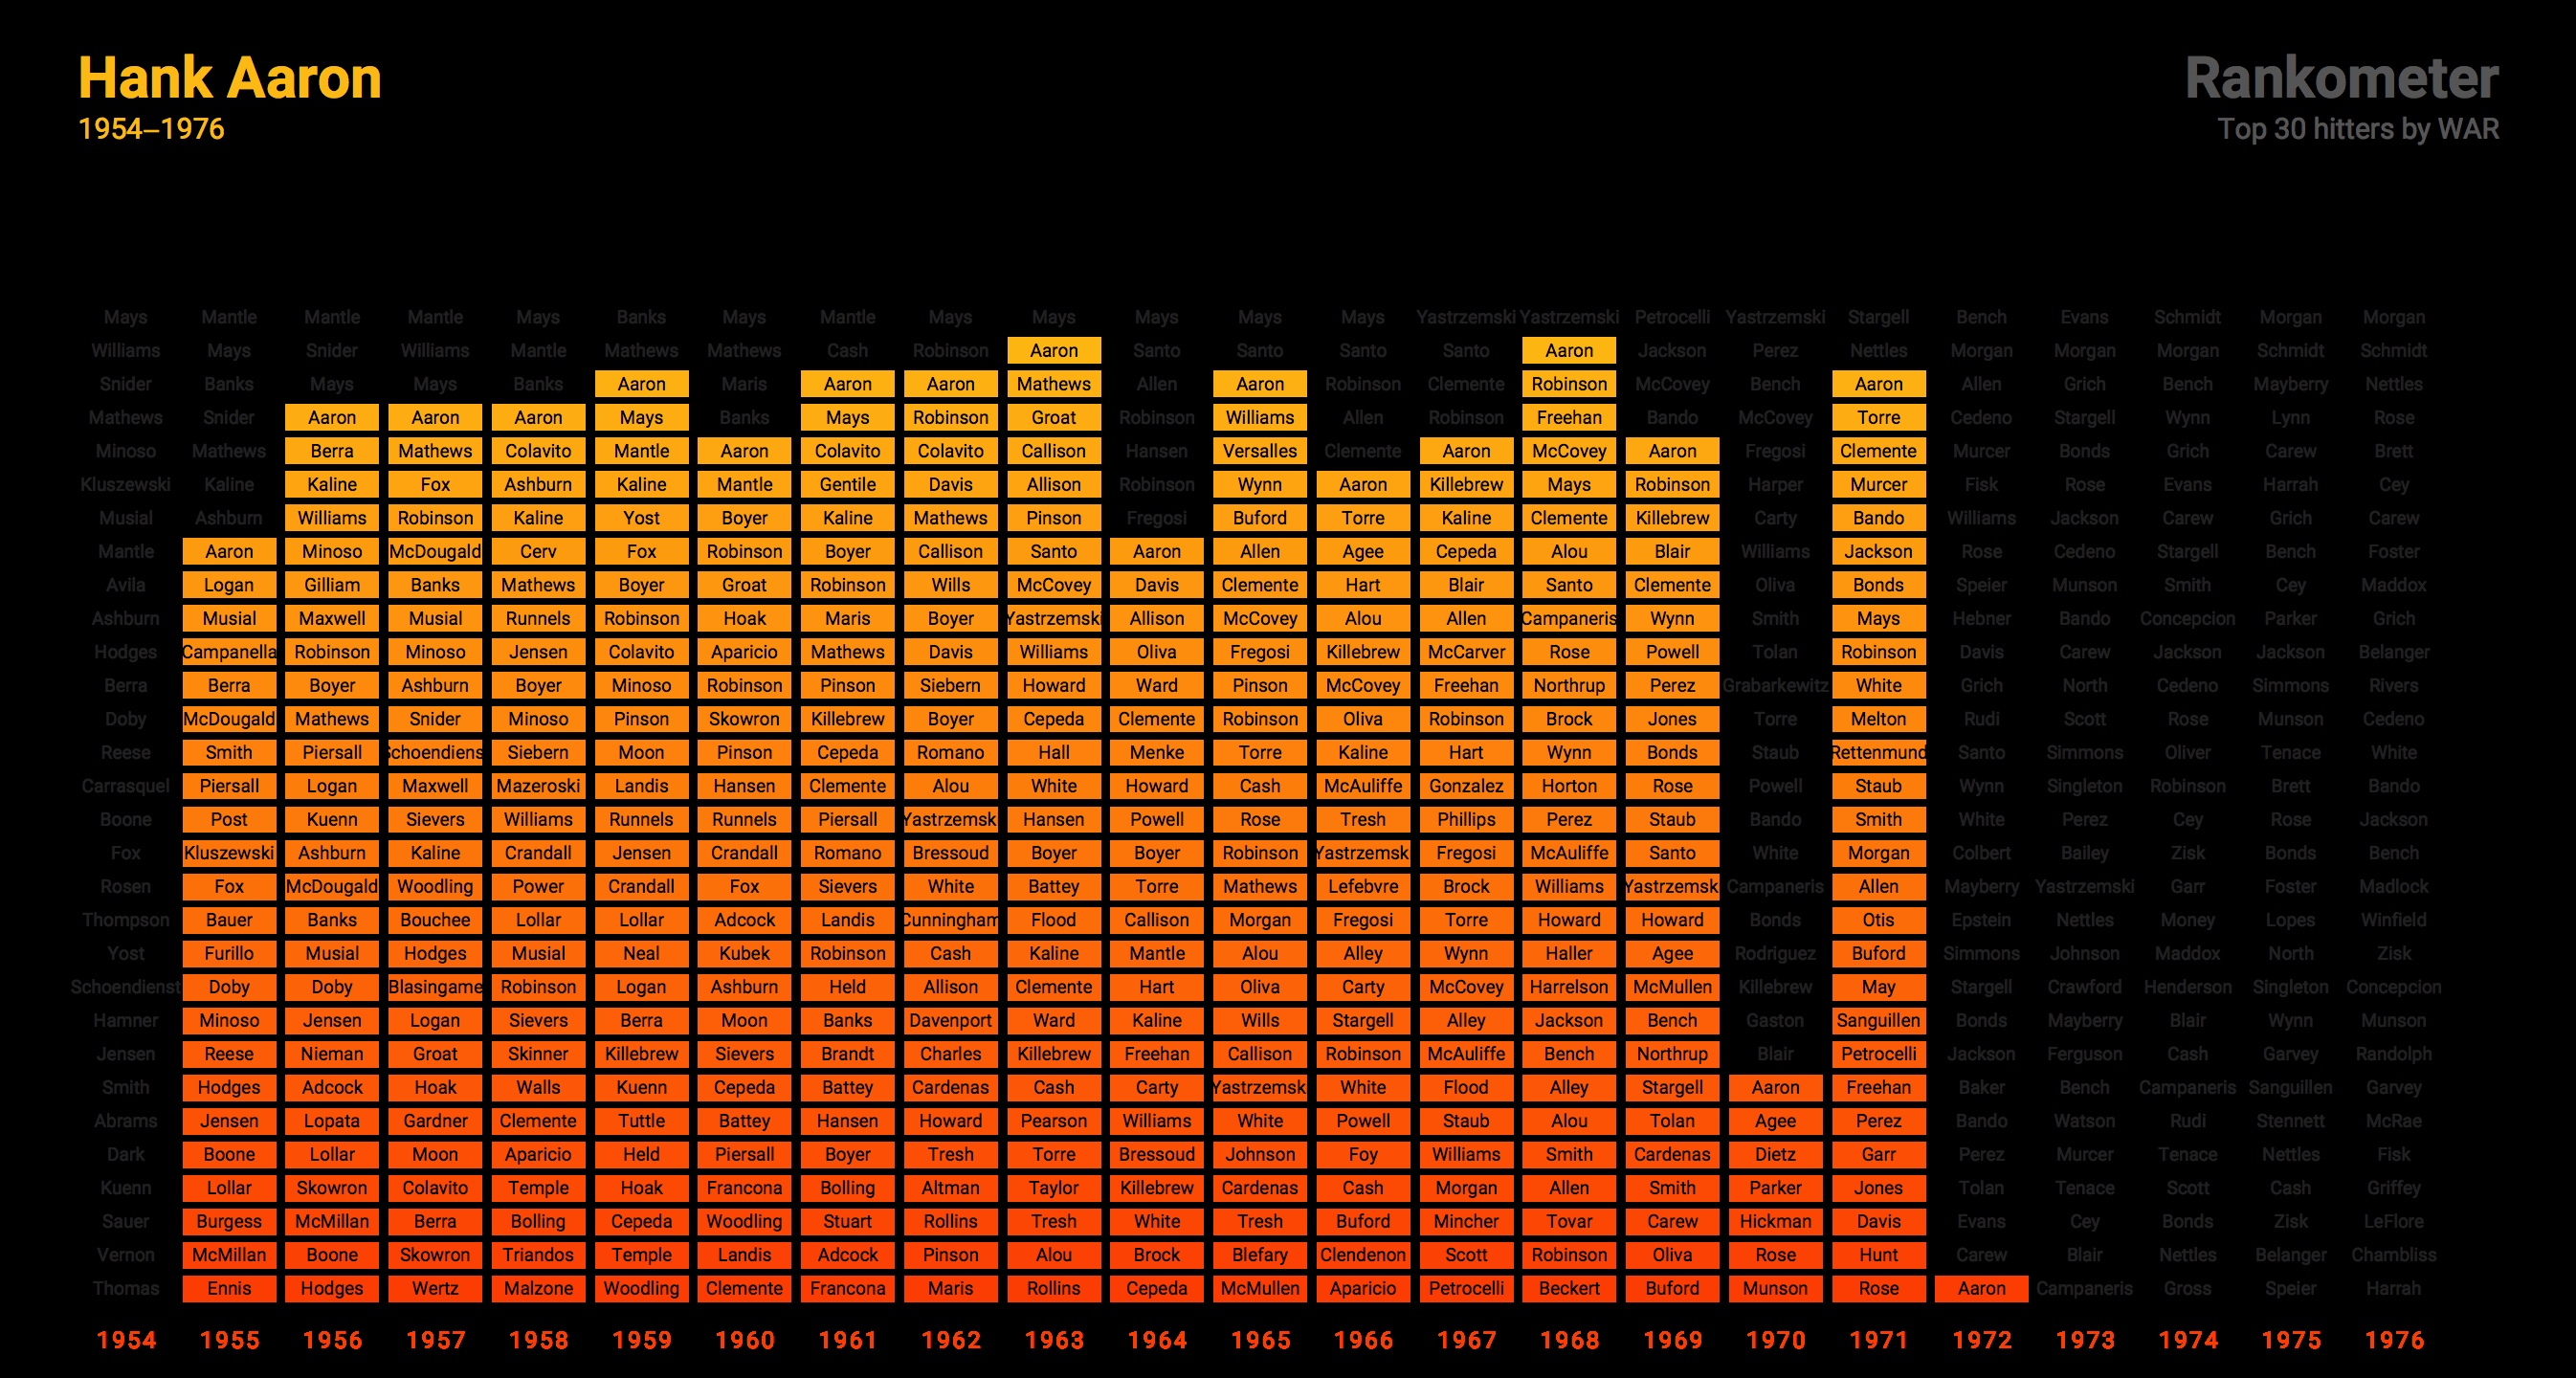 Hank Aaron
1954–1976
Rankometer
Top 30 hitters by WAR
Mays Mantle Mantle Mantle Mays Banks Mays Mantle Mays Mays Mays Mays Mays Yastrzemski Yastrzemski Petrocelli Yastrzemski Stargell Bench Evans Schmidt Morgan Morgan
Williams Mays Snider Williams Mantle Mathews Mathews Cash Robinson Aaron Santo Santo Santo Santo Aaron Jackson Perez Nettles Morgan Morgan Morgan Schmidt Schmidt
Snider Banks Mays Mays Banks Aaron Maris Aaron Aaron Mathews Allen Aaron Robinson Clemente Robinson McCovey Bench Aaron Allen Grich Bench Mayberry Nettles
Mathews Snider Aaron Aaron Aaron Mays Banks Mays Robinson Groat Robinson Williams Allen Robinson Freehan Bando McCovey Torre Cedeno Stargell Wynn Lynn Rose
Minoso Mathews Berra Mathews Colavito Mantle Aaron Colavito Colavito Callison Hansen Versalles Clemente Aaron McCovey Aaron Fregosi Clemente Murcer Bonds Grich Carew Brett
Kluszewski Kaline Kaline Fox Ashburn Kaline Mantle Gentile Davis Allison Robinson Wynn Aaron Killebrew Mays Robinson Harper Murcer Fisk Rose Evans Harrah Cey
Musial Ashburn Williams Robinson Kaline Yost Boyer Kaline Mathews Pinson Fregosi Buford Torre Kaline Clemente Killebrew Carty Bando Williams Jackson Carew Grich Carew
Mantle Aaron Minoso McDougald Cerv Fox Robinson Boyer Callison Santo Aaron Allen Agee Cepeda Alou Blair Williams Jackson Rose Cedeno Stargell Bench Foster
Avila Logan Gilliam Banks Mathews Boyer Groat Robinson Wills McCovey Davis Clemente Hart Blair Santo Clemente Oliva Bonds Speier Munson Smith Cey Maddox
Ashburn Musial Maxwell Musial Runnels Robinson Hoak Maris Boyer Yastrzemski Allison McCovey Alou Allen Campaneris Wynn Smith Mays Hebner Bando Concepcion Parker Grich
Hodges Campanella Robinson Minoso Jensen Colavito Aparicio Mathews Davis Williams Oliva Fregosi Killebrew McCarver Rose Powell Tolan Robinson Davis Carew Jackson Jackson Belanger
Berra Berra Boyer Ashburn Boyer Minoso Robinson Pinson Siebern Howard Ward Pinson McCovey Freehan Northrup Perez Grabarkewitz White Grich North Cedeno Simmons Rivers
Doby McDougald Mathews Snider Minoso Pinson Skowron Killebrew Boyer Cepeda Clemente Robinson Oliva Robinson Brock Jones Torre Melton Rudi Scott Rose Munson Cedeno
Reese Smith Piersall Schoendiens Siebern Moon Pinson Cepeda Romano Hall Menke Torre Kaline Hart Wynn Bonds Staub Rettenmund Santo Simmons Oliver Tenace White
Carrasquel Piersall Logan Maxwell Mazeroski Landis Hansen Clemente Alou White Howard Cash McAuliffe Gonzalez Horton Rose Powell Staub Wynn Singleton Robinson Brett Bando
Boone Post Kuenn Sievers Williams Runnels Runnels Piersall Yastrzemsk Hansen Powell Rose Tresh Phillips Perez Staub Bando Smith White Perez Cey Rose Jackson
Fox Kluszewski Ashburn Kaline Crandall Jensen Crandall Romano Bressoud Boyer Boyer Robinson Yastrzemsk Fregosi McAuliffe Santo White Morgan Colbert Bailey Zisk Bonds Bench
Rosen Fox McDougald Woodling Power Crandall Fox Sievers White Battey Torre Mathews Lefebvre Brock Williams Yastrzemsk Campaneris Allen Mayberry Yastrzemski Garr Foster Madlock
Thompson Bauer Banks Bouchee Lollar Lollar Adcock Landis Cunningham Flood Callison Morgan Fregosi Torre Howard Howard Bonds Otis Epstein Nettles Money Lopes Winfield
Yost Furillo Musial Hodges Musial Neal Kubek Robinson Cash Kaline Mantle Alou Alley Wynn Haller Agee Rodriguez Buford Simmons Johnson Maddox North Zisk
Schoendienst Doby Doby Blasingame Robinson Logan Ashburn Held Allison Clemente Hart Oliva Carty McCovey Harrelson McMullen Killebrew May Stargell Crawford Henderson Singleton Concepcion
Hamner Minoso Jensen Logan Sievers Berra Moon Banks Davenport Ward Kaline Wills Stargell Alley Jackson Bench Gaston Sanguillen Bonds Mayberry Blair Wynn Munson
Jensen Reese Nieman Groat Skinner Killebrew Sievers Brandt Charles Killebrew Freehan Callison Robinson McAuliffe Bench Northrup Blair Petrocelli Jackson Ferguson Cash Garvey Randolph
Smith Hodges Adcock Hoak Walls Kuenn Cepeda Battey Cardenas Cash Carty Yastrzemsk White Flood Alley Stargell Aaron Freehan Baker Bench Campaneris Sanguillen Garvey
Abrams Jensen Lopata Gardner Clemente Tuttle Battey Hansen Howard Pearson Williams White Powell Staub Alou Tolan Agee Perez Bando Watson Rudi Stennett McRae
Dark Boone Lollar Moon Aparicio Held Piersall Boyer Tresh Torre Bressoud Johnson Foy Williams Smith Cardenas Dietz Garr Perez Murcer Tenace Nettles Fisk
Kuenn Lollar Skowron Colavito Temple Hoak Francona Bolling Altman Taylor Killebrew Cardenas Cash Morgan Allen Smith Parker Jones Tolan Tenace Scott Cash Griffey
Sauer Burgess McMillan Berra Bolling Cepeda Woodling Stuart Rollins Tresh White Tresh Buford Mincher Tovar Carew Hickman Davis Evans Cey Bonds Zisk LeFlore
Vernon McMillan Boone Skowron Triandos Temple Landis Adcock Pinson Alou Brock Blefary Clendenon Scott Robinson Oliva Rose Hunt Carew Blair Nettles Belanger Chambliss
Thomas Ennis Hodges Wertz Malzone Woodling Clemente Francona Maris Rollins Cepeda McMullen Aparicio Petrocelli Beckert Buford Munson Rose Aaron Campaneris Gross Speier Harrah
1954 1955 1956 1957 1958 1959 1960 1961 1962 1963 1964 1965 1966 1967 1968 1969 1970 1971 1972 1973 1974 1975 1976